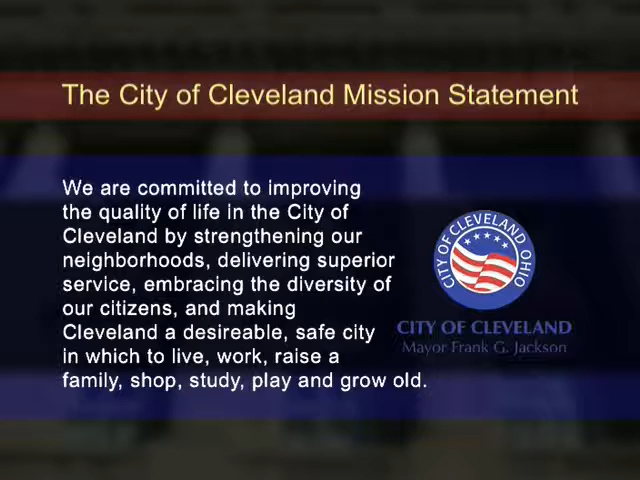 The City of Cleveland Mission Statement
We are committed to improving
the quality of life in the City of
Cleveland by strengthening our
neighborhoods, delivering superior
service, embracing the diversity of
our citizens, and making
Cleveland a desireable, safe city
in which to live, work, raise a
family, shop, study, play and grow old.
CITY OF CLEVELAND OHIO
CITY OF CLEVELAND
Mayor Frank G. Jackson